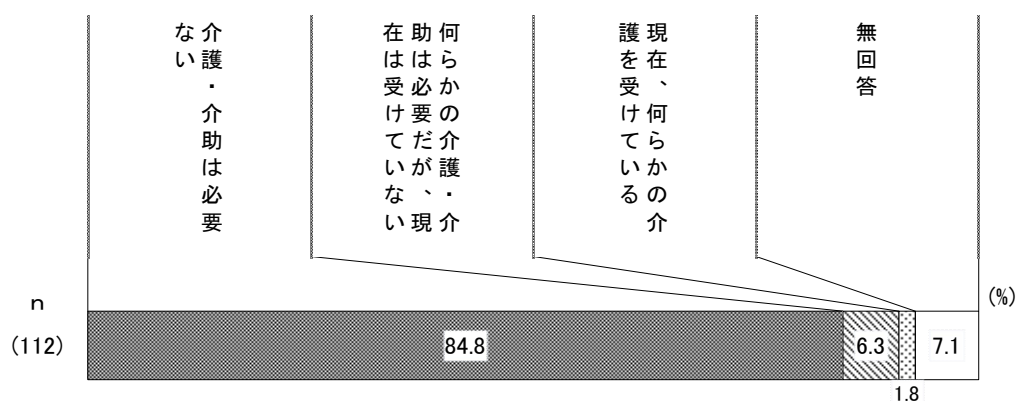 介護・介助は必要
ない
何らかの介護・介
助は必要だが、現
在は受けていない
現在、何らかの介
護を受けている
無回答
(%)
n
(112)
84.8
6.3
7.1
1.8